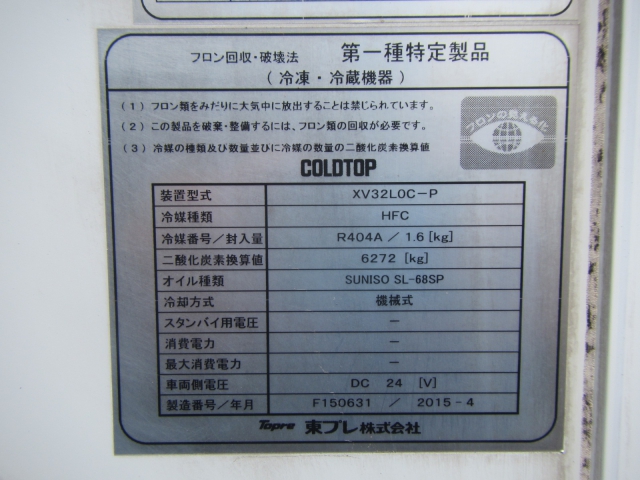 フロン回収・破壊法 第一種特定製品
(冷凍・冷蔵機器)
(1) フロン類をみだりに大気中に放出することは禁じられています。
(2) この製品を破棄・整備するには、フロン類の回収が必要です。
(3) 冷媒の種類及び数量並びに冷媒の数量の二酸化炭素換算値
フロンの見える化
COLDTOP
装置型式 XV32L0C-P
冷媒種類 HFC
冷媒番号/封入量 R404A / 1.6 [kg]
二酸化炭素換算値 6272 [kg]
オイル種類 SUNISO SL-68SP
冷却方式 機械式
スタンバイ用電圧 -
消費電力 -
最大消費電力 -
車両側電圧 DC 24 [V]
製造番号/年月 F150631 / 2015-4
Topre 東プレ株式会社